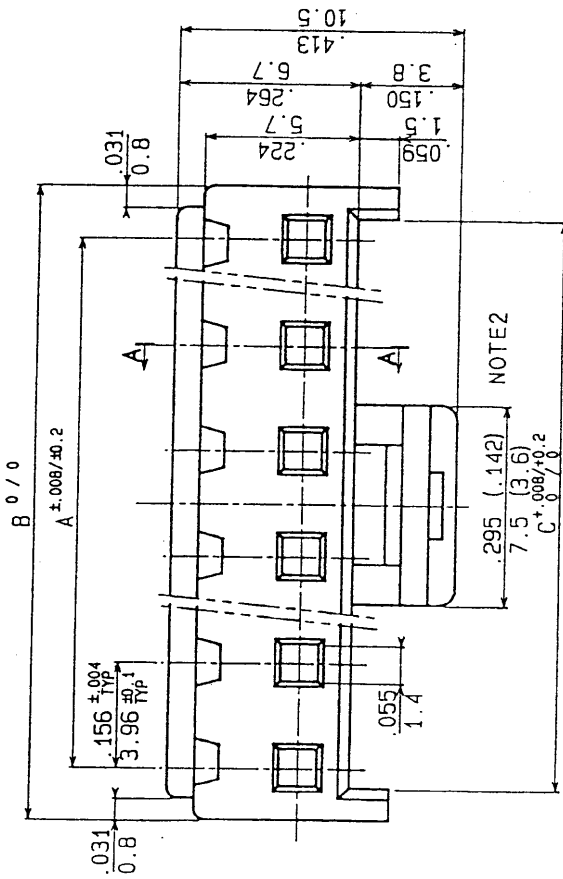 B 0 / 0
A ±.008/±0.2
.156 ±.004 TYP
3.96 ±0.1 TYP
.031
0.8
.031
0.8
.413
10.5
.264
6.7
.150
3.8
.224
5.7
.059
1.5
A
A
.055
1.4
.295 (.142)
7.5 (3.6)
NOTE2
C +.008/+0.2
0 / 0